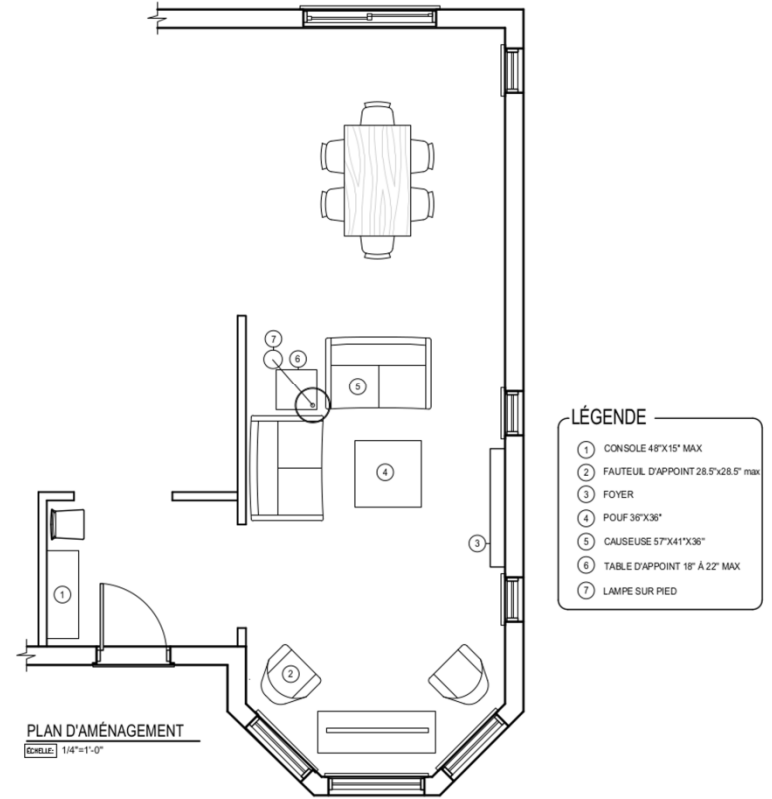 7
6
5
4
3
1
2
LÉGENDE
1 CONSOLE 48"X15" MAX
2 FAUTEUIL D'APPOINT 28.5"x28.5" max
3 FOYER
4 POUF 36"X36"
5 CAUSEUSE 57"X41"X36"
6 TABLE D'APPOINT 18" À 22" MAX
7 LAMPE SUR PIED
PLAN D'AMÉNAGEMENT
ÉCHELLE: 1/4"=1'-0"